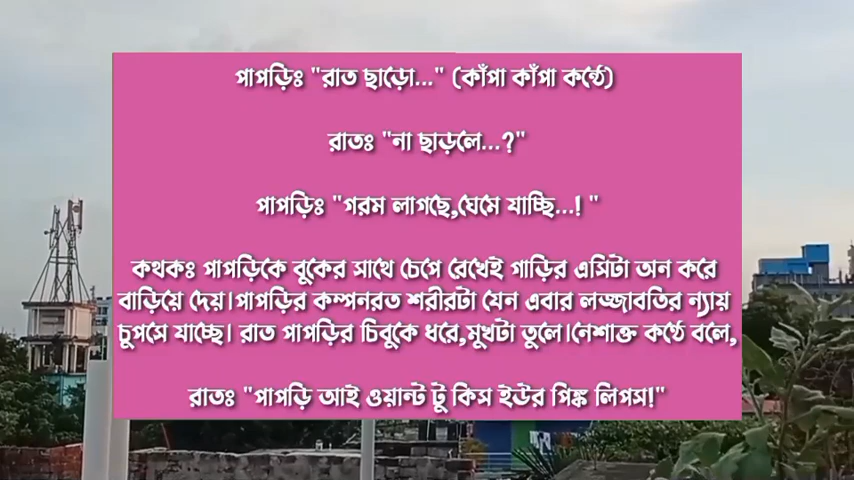 পাপড়িঃ "রাত ছাড়ো..." (কাঁপা কাঁপা কন্ঠে)
রাতঃ "না ছাড়লে...?"
পাপড়িঃ "গরম লাগছে,ঘেমে যাচ্ছি...! "
কথকঃ পাপড়িকে বুকের সাথে চেপে রেখেই গাড়ির এসিটা অন করে
বাড়িয়ে দেয়।পাপড়ির কম্পনরত শরীরটা যেন এবার লজ্জাবতির ন্যায়
চুপসে যাচ্ছে। রাত পাপড়ির চিবুকে ধরে,মুখটা তুলে।নেশাক্ত কণ্ঠে বলে,
রাতঃ "পাপড়ি আই ওয়ান্ট টু কিস ইউর পিঙ্ক লিপস!"